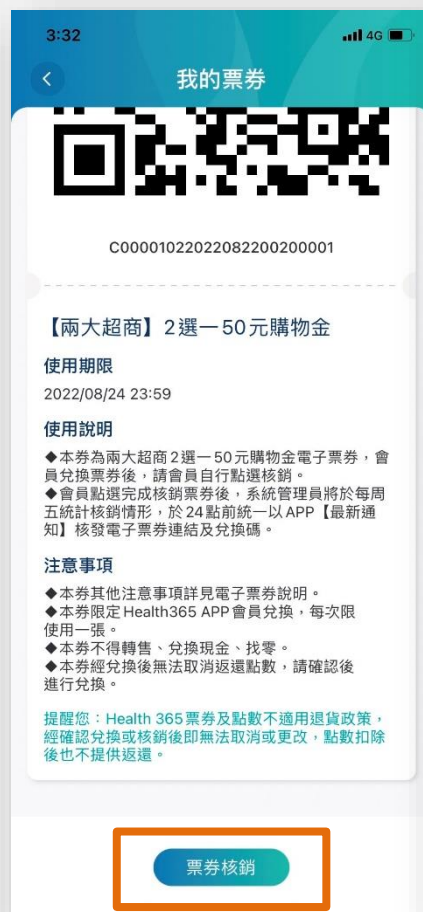 3:32
4G
我的票券
C00001022022082200200001
【兩大超商】2選一50元購物金
使用期限
2022/08/24 23:59
使用說明
◆本券為兩大超商2選一50元購物金電子票券，會
員兌換票券後，請會員自行點選核銷。
◆會員點選完成核銷票券後，系統管理員將於每周
五統計核銷情形，於24點前統一以APP【最新通
知】核發電子票券連結及兌換碼。
注意事項
◆本券其他注意事項詳見電子票券說明。
◆本券限定Health365 APP會員兌換，每次限
使用一張。
◆本券不得轉售、兌換現金、找零。
◆本券經兌換後無法取消返還點數，請確認後
進行兌換。
提醒您：Health 365票券及點數不適用退貨政策，
經確認兌換或核銷後即無法取消或更改，點數扣除
後也不提供返還。
票券核銷